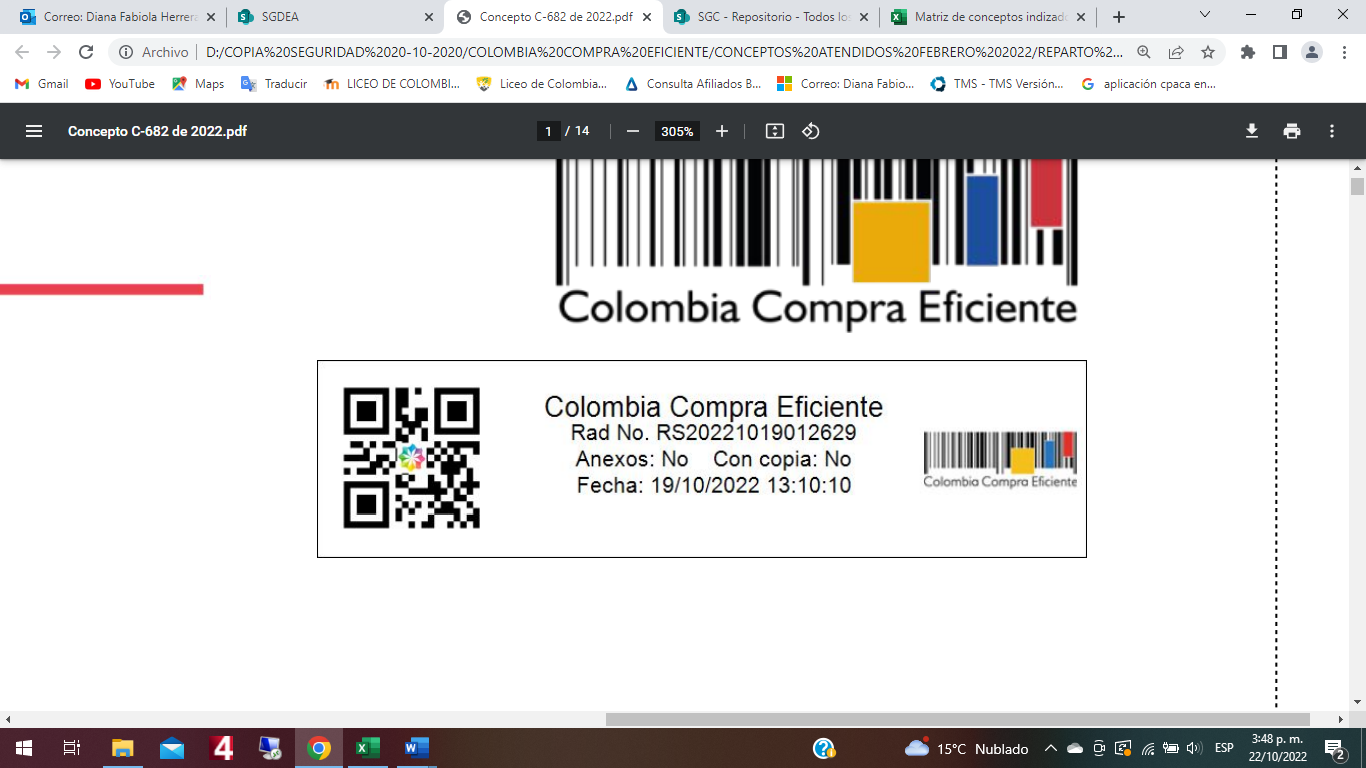 Correo: Diana Fabiola Herrera
SGDEA
Concepto C-682 de 2022.pdf
SGC - Repositorio - Todos los
Matriz de conceptos indizado
Archivo
D:/COPIA%20SEGURIDAD%2020-10-2020/COLOMBIA%20COMPRA%20EFICIENTE/CONCEPTOS%20ATENDIDOS%20FEBRERO%202022/REPARTO%2...
Gmail
YouTube
Maps
Traducir
LICEO DE COLOMBI...
Liceo de Colombia...
Consulta Afiliados B...
Correo: Diana Fabio...
TMS - TMS Versión...
aplicación cpaca en...
Concepto C-682 de 2022.pdf
1 / 14
305%
Colombia Compra Eficiente
Colombia Compra Eficiente
Rad No. RS20221019012629
Anexos: No Con copia: No
Fecha: 19/10/2022 13:10:10
Colombia Compra Eficiente
4
15°C Nublado
ESP
3:48 p. m.
22/10/2022
2